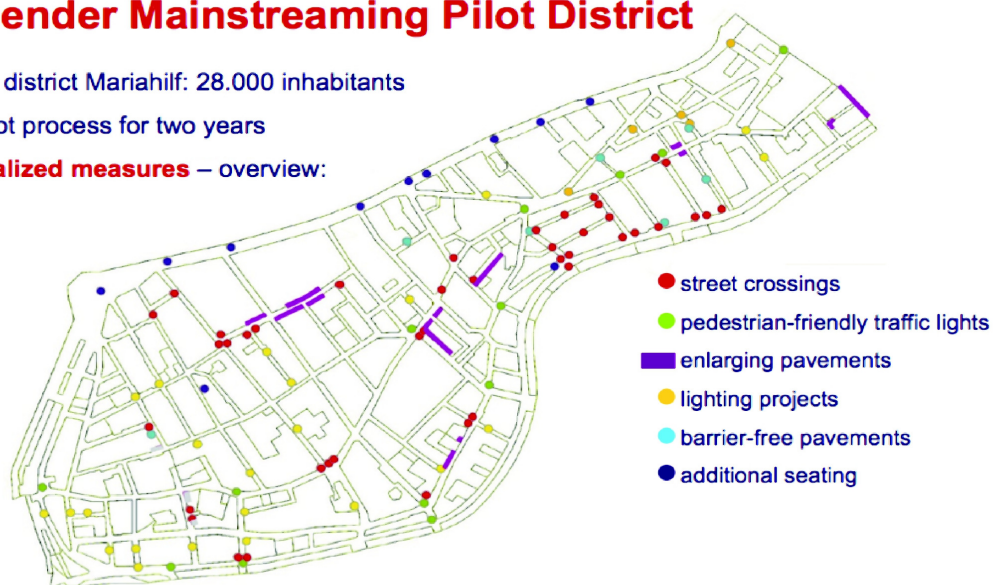 ender Mainstreaming Pilot District
district Mariahilf: 28.000 inhabitants
ot process for two years
alized measures – overview:
street crossings
pedestrian-friendly traffic lights
enlarging pavements
lighting projects
barrier-free pavements
additional seating